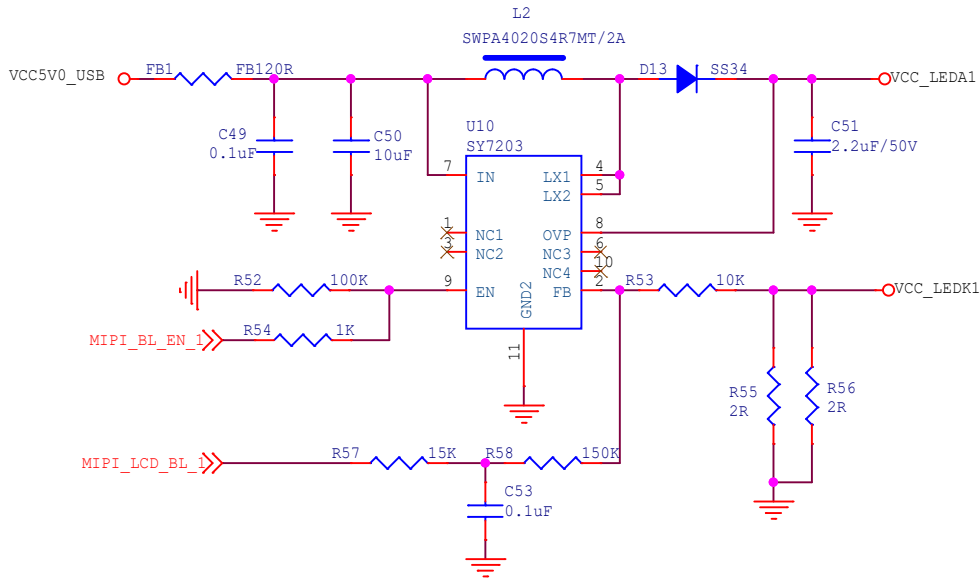 L2
SWPA4020S4R7MT/2A
VCC5V0_USB
FB1
FB120R
D13
SS34
VCC_LEDA1
C49
0.1uF
C50
10uF
U10
SY7203
C51
2.2uF/50V
7
IN
LX1
4
LX2
5
1
NC1
OVP
8
3
NC2
NC3
6
NC4
10
R52
100K
9
EN
FB
2
R53
10K
VCC_LEDK1
GND2
11
MIPI_BL_EN_1
R54
1K
R55
2R
R56
2R
MIPI_LCD_BL_1
R57
15K
R58
150K
C53
0.1uF